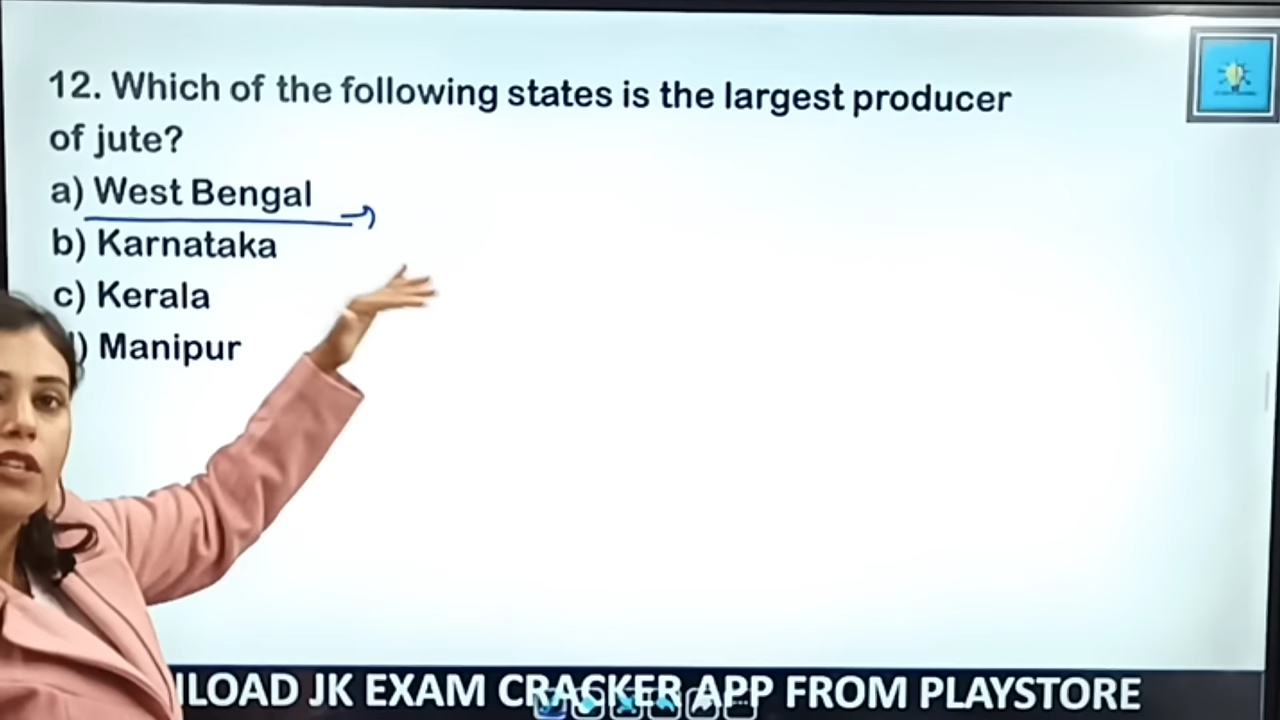 12. Which of the following states is the largest producer
of jute?
a) West Bengal
b) Karnataka
c) Kerala
) Manipur
LOAD JK EXAM CRACKER APP FROM PLAYSTORE